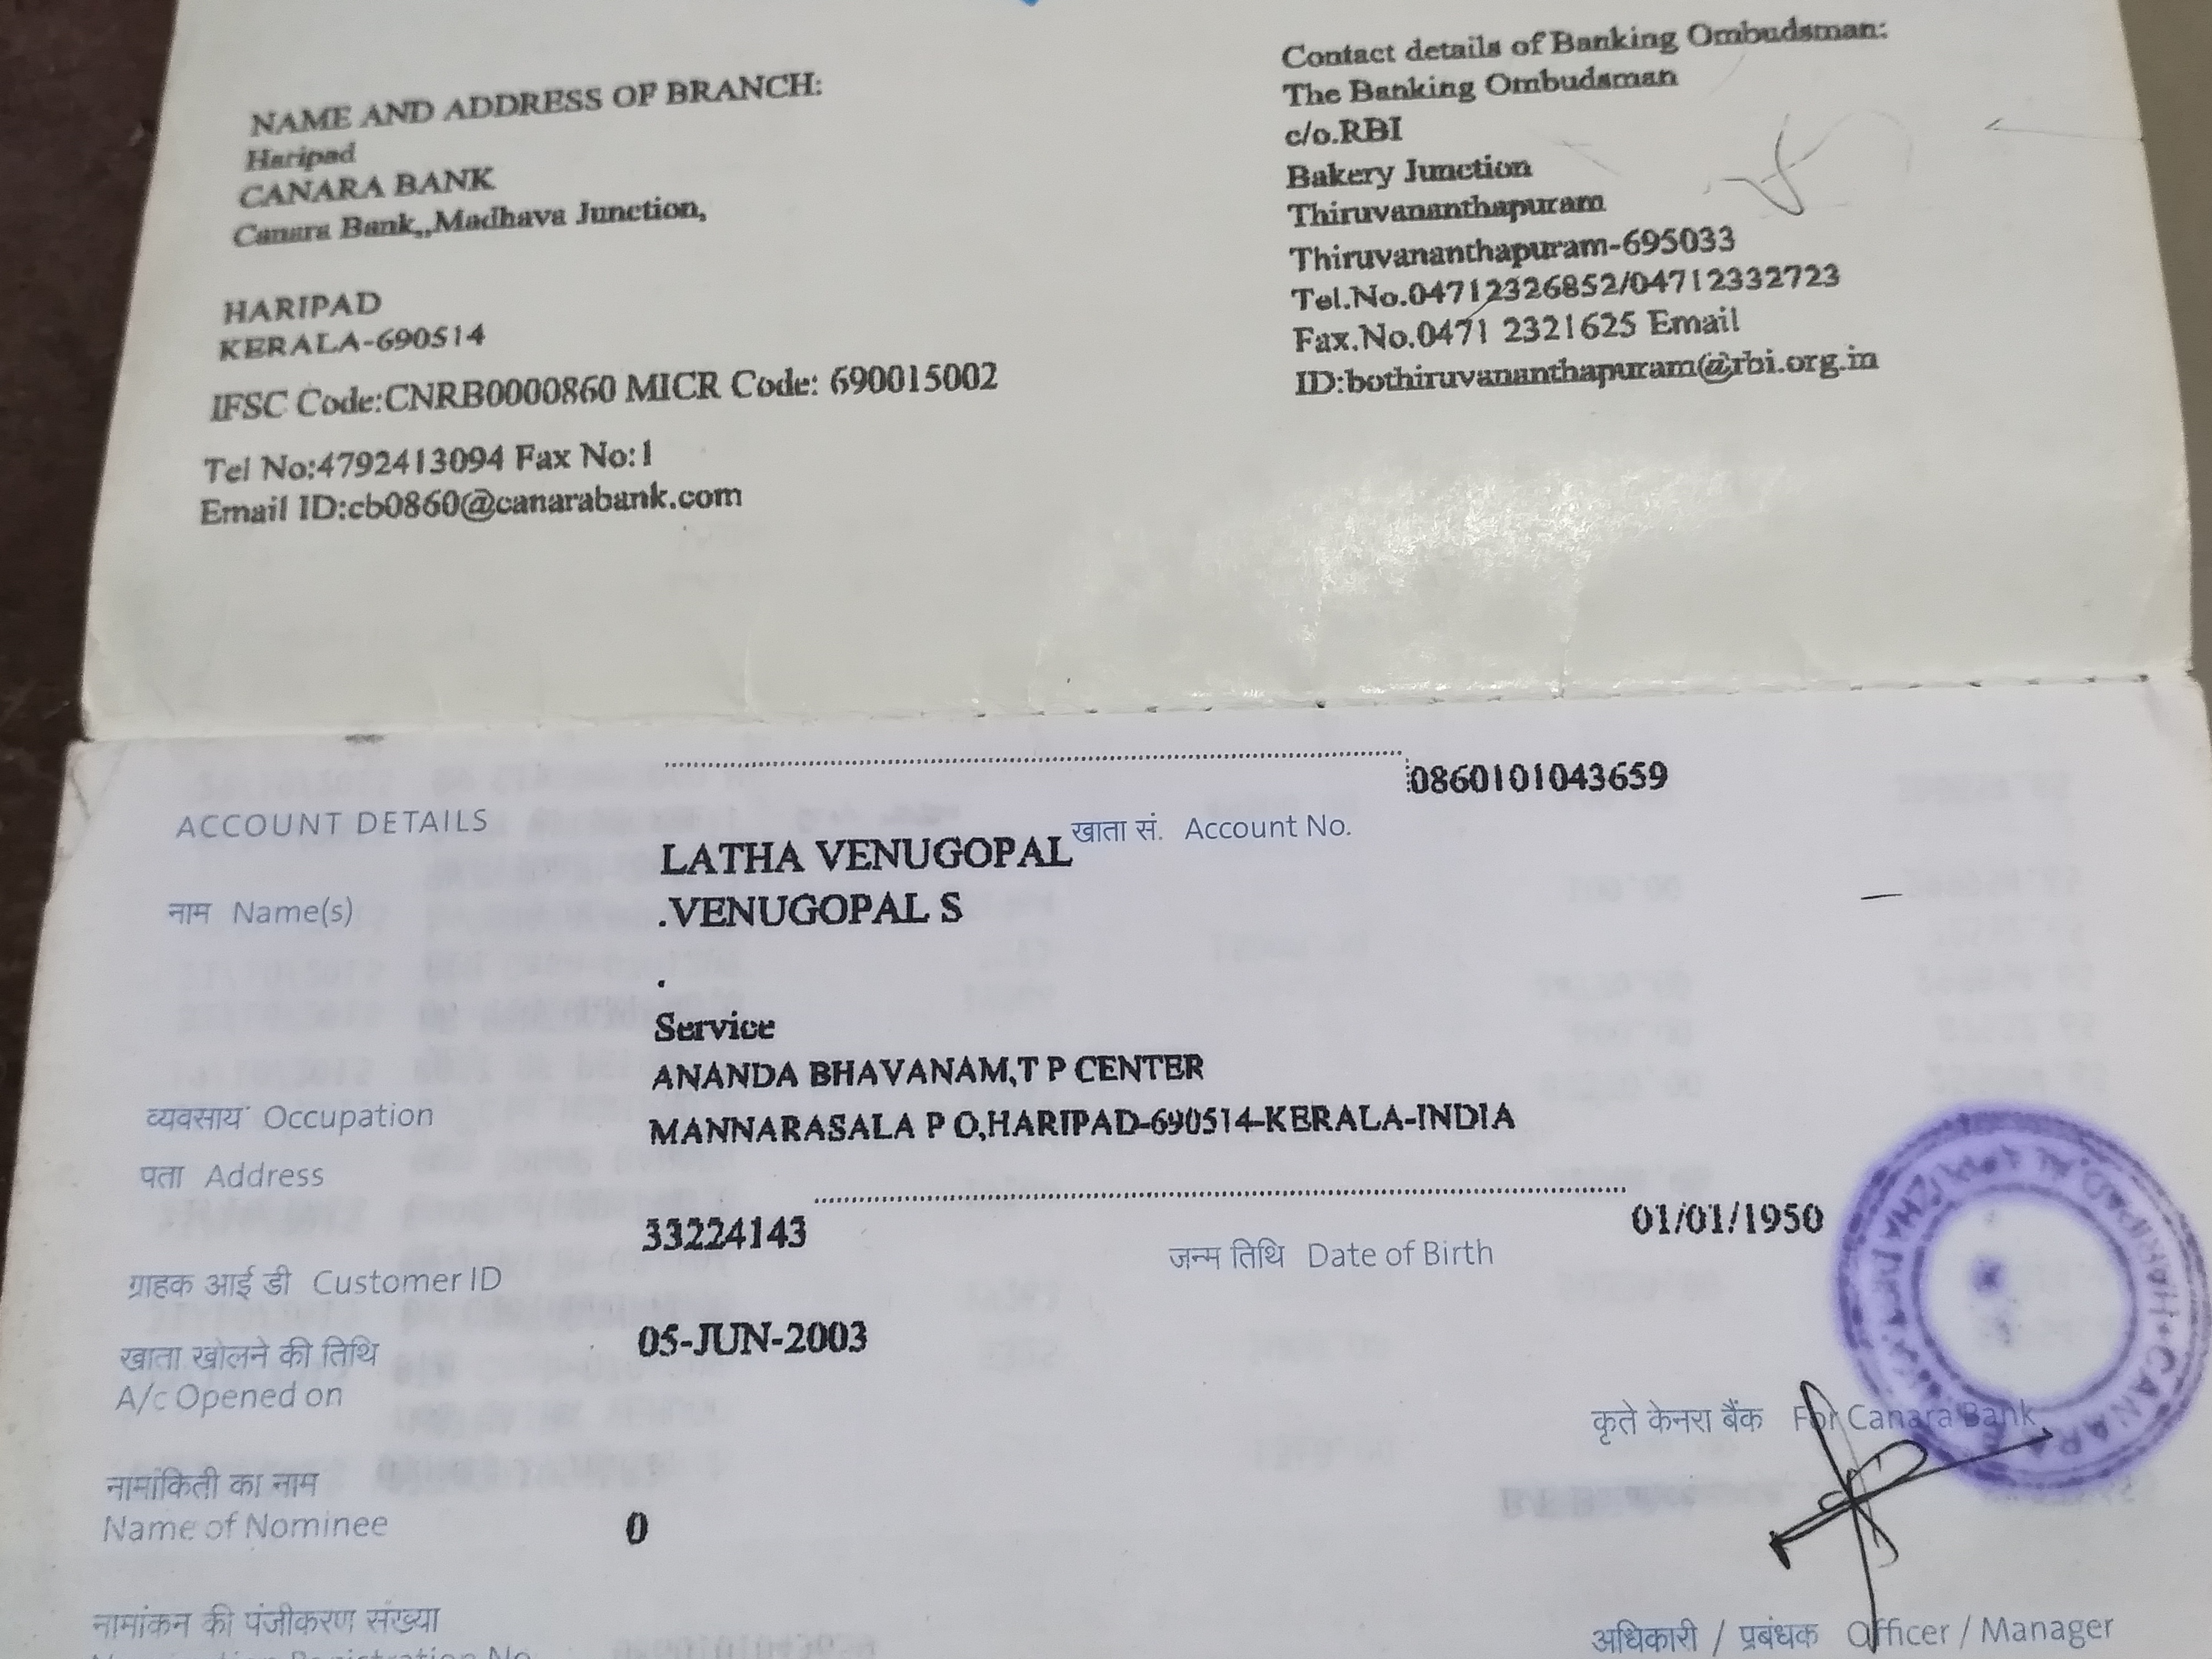 NAME AND ADDRESS OF BRANCH:
Haripad
CANARA BANK
Canara Bank,,Madhava Junction,
HARIPAD
KERALA-690514
IFSC Code:CNRB0000860 MICR Code: 690015002
Tel No:4792413094 Fax No:1
Email ID:cb0860@canarabank.com
Contact details of Banking Ombudsman:
The Banking Ombudsman
c/o.RBI
Bakery Junction
Thiruvananthapuram
Thiruvananthapuram-695033
Tel.No.04712326852/04712332723
Fax.No.0471 2321625 Email
ID:bothiruvananthapuram@rbi.org.in
ACCOUNT DETAILS
खाता सं. Account No.
0860101043659
नाम Name(s)
LATHA VENUGOPAL
.VENUGOPAL S
.
व्यवसाय Occupation
Service
पता Address
ANANDA BHAVANAM,T P CENTER
MANNARASALA P O,HARIPAD-690514-KERALA-INDIA
ग्राहक आई डी Customer ID
33224143
जन्म तिथि Date of Birth
01/01/1950
खाता खोलने की तिथि
A/c Opened on
05-JUN-2003
कृते केनरा बैंक For Canara Bank
नामांकिती का नाम
Name of Nominee
0
नामांकन की पंजीकरण संख्या
अधिकारी / प्रबंधक Officer / Manager
CANARA